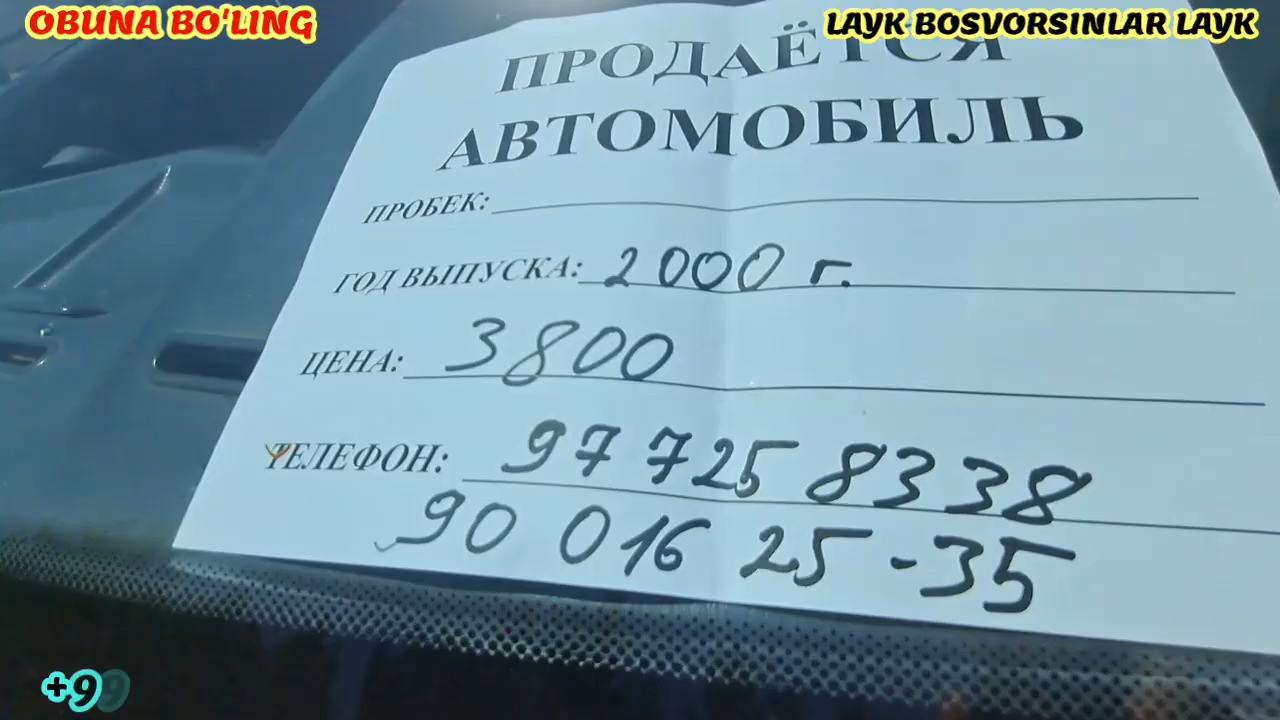 OBUNA BO'LING
LAYK BOSVORSINLAR LAYK
ПРОДАЁТСЯ
АВТОМОБИЛЬ
ПРОБЕК:
ГОД ВЫПУСКА: 2000 г.
ЦЕНА: 3800
ТЕЛЕФОН: 97 725 8338
90 016 25-35
+99